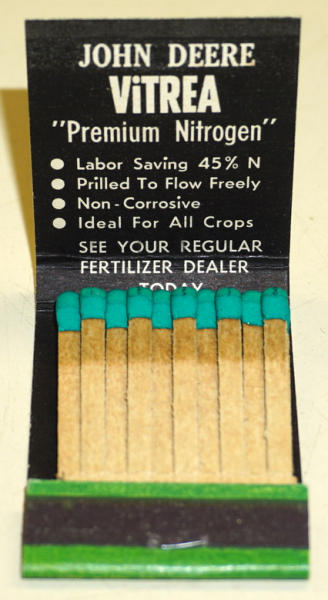 JOHN DEERE
ViTREA
"Premium Nitrogen"
Labor Saving 45% N
Prilled To Flow Freely
Non-Corrosive
Ideal For All Crops
SEE YOUR REGULAR
FERTILIZER DEALER
TODAY